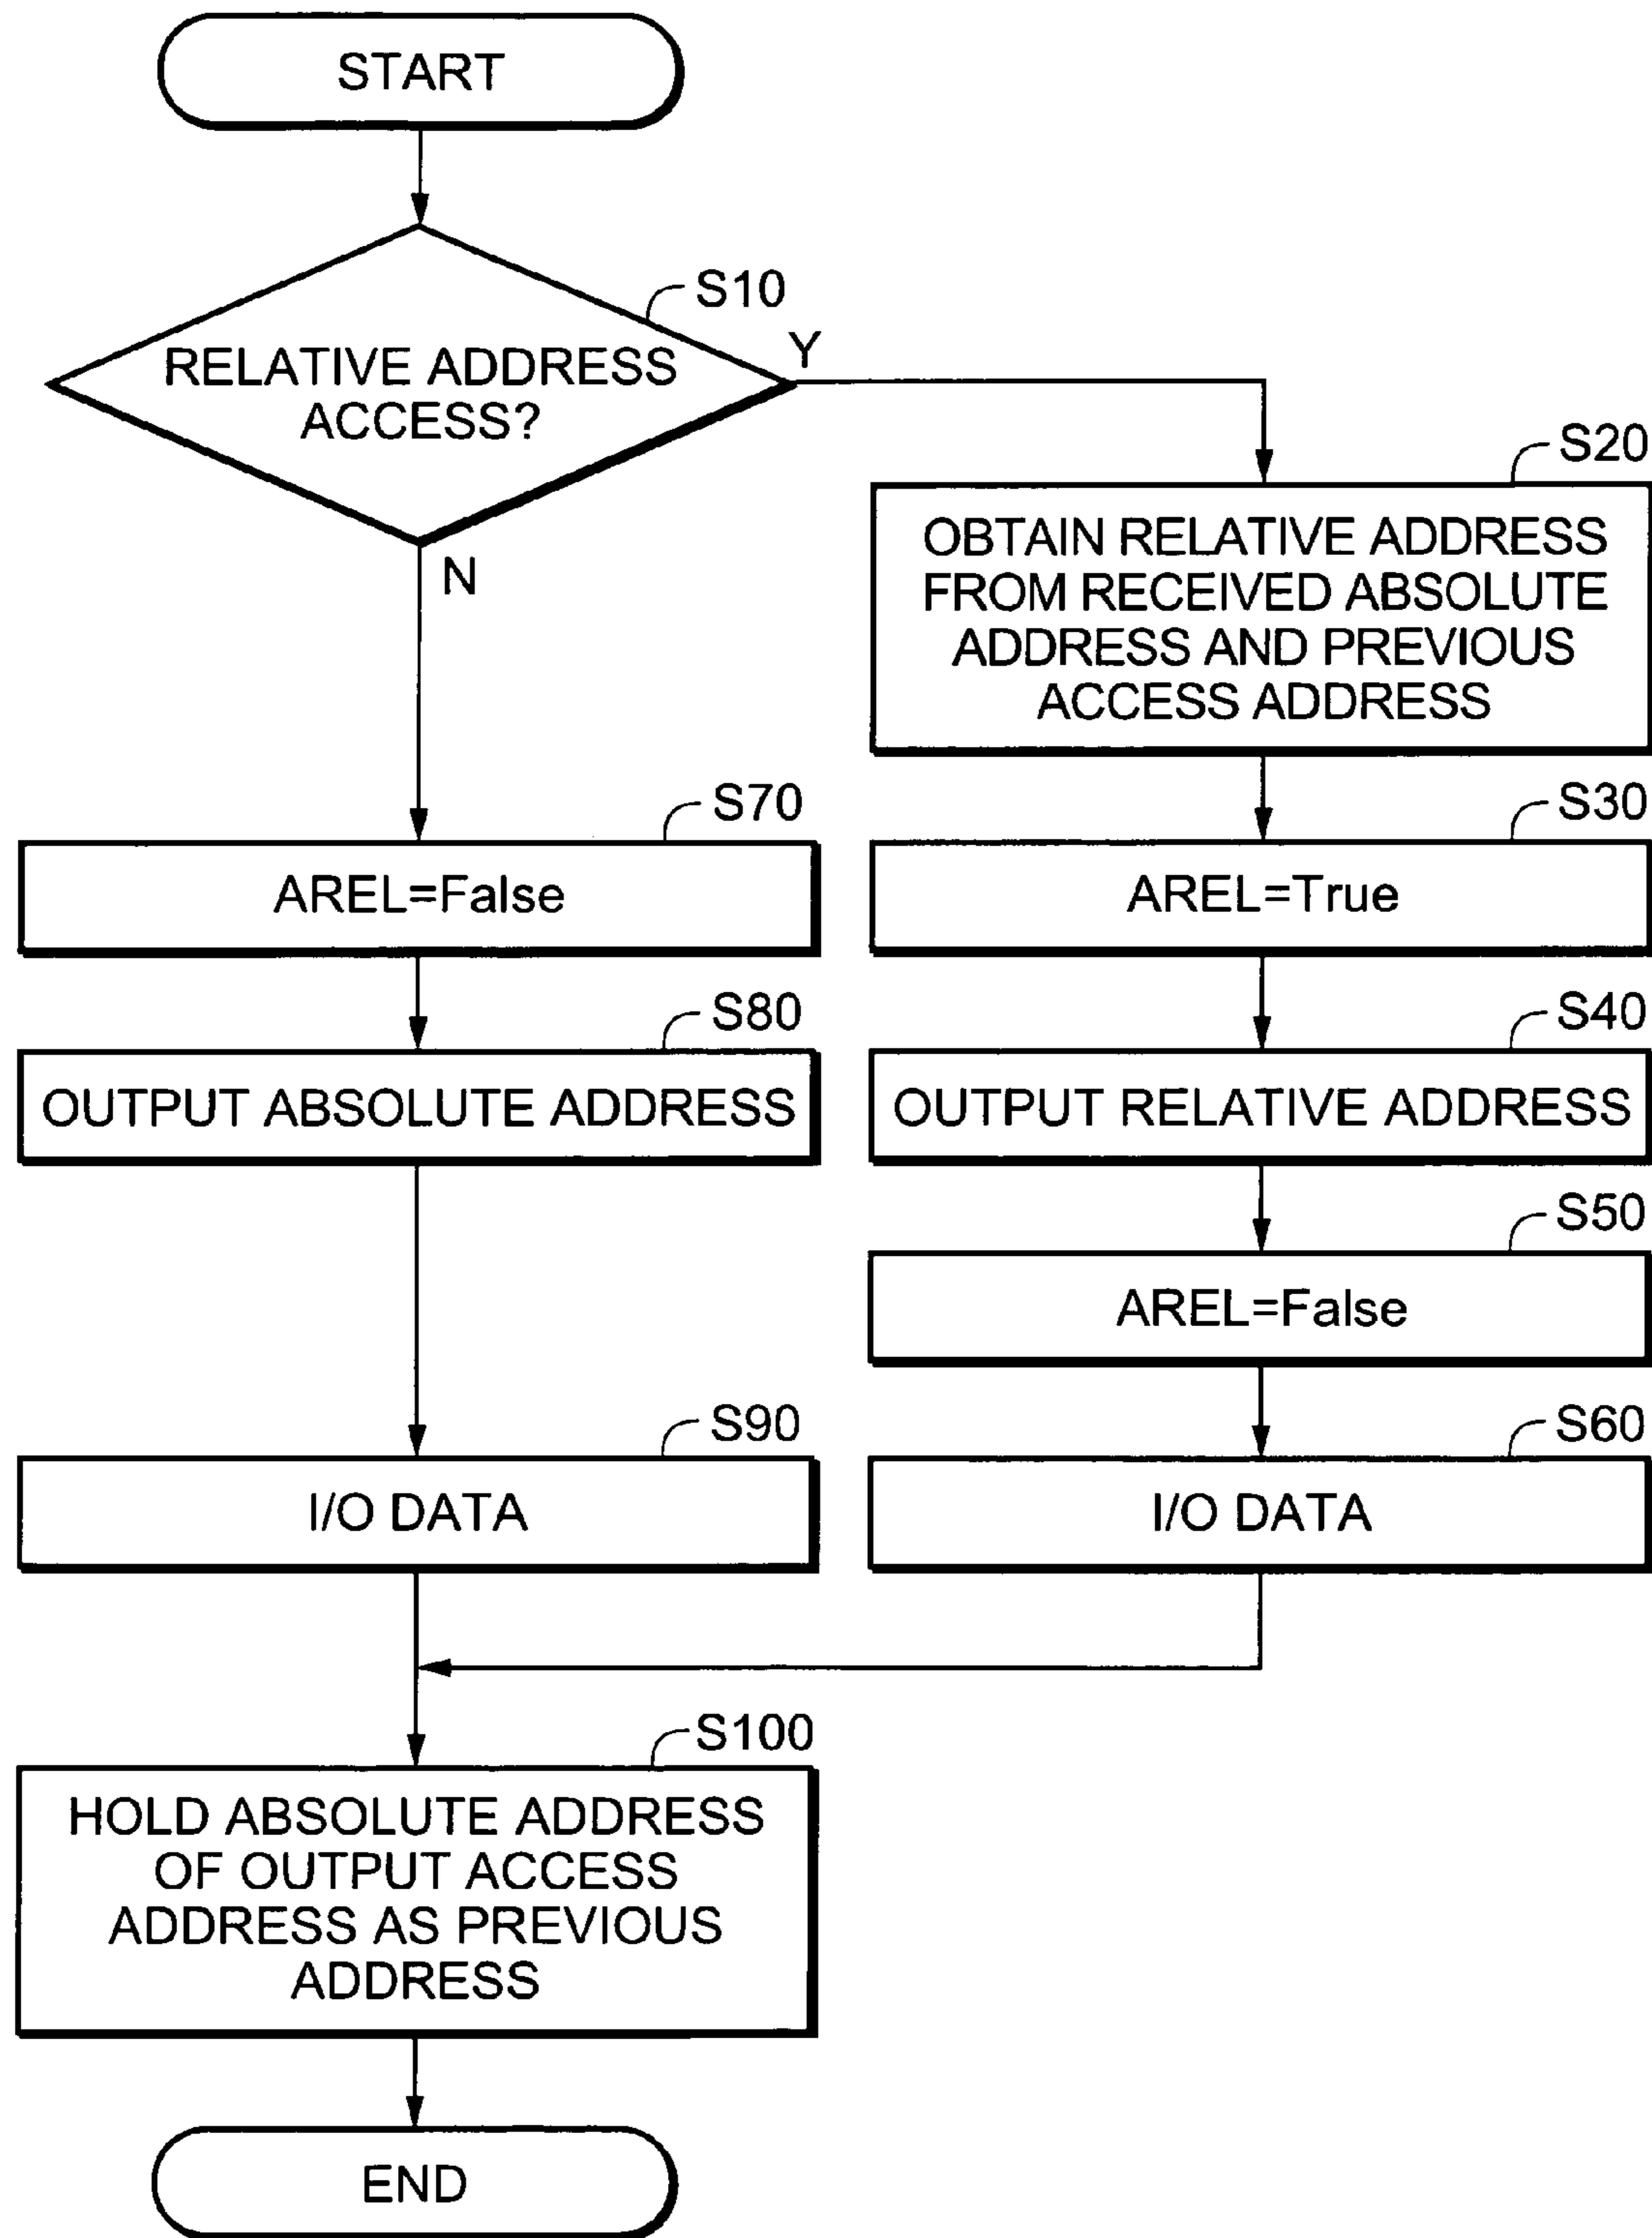 START
S10
RELATIVE ADDRESS
ACCESS?
Y
N
S20
OBTAIN RELATIVE ADDRESS
FROM RECEIVED ABSOLUTE
ADDRESS AND PREVIOUS
ACCESS ADDRESS
S70
AREL=False
S30
AREL=True
S80
OUTPUT ABSOLUTE ADDRESS
S40
OUTPUT RELATIVE ADDRESS
S50
AREL=False
S90
I/O DATA
S60
I/O DATA
S100
HOLD ABSOLUTE ADDRESS
OF OUTPUT ACCESS
ADDRESS AS PREVIOUS
ADDRESS
END